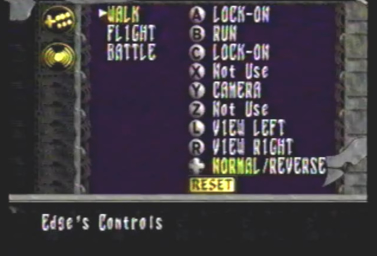 WALK
FLIGHT
BATTLE
A LOCK-ON
B RUN
C LOCK-ON
X Not Use
Y CAMERA
Z Not Use
L VIEW LEFT
R VIEW RIGHT
NORMAL/REVERSE
RESET
Edge's Controls